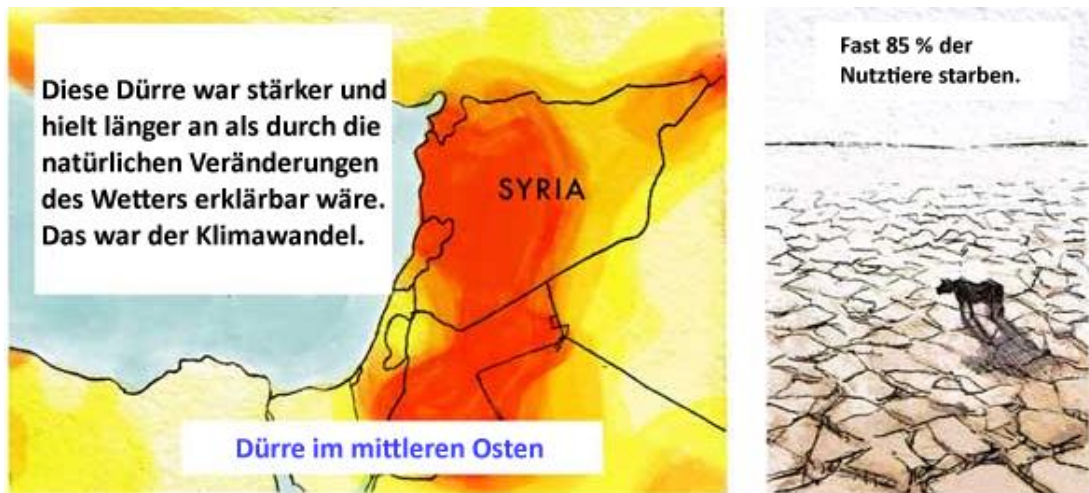 Diese Dürre war stärker und
hielt länger an als durch die
natürlichen Veränderungen
des Wetters erklärbar wäre.
Das war der Klimawandel.
SYRIA
Dürre im mittleren Osten
Fast 85 % der
Nutztiere starben.